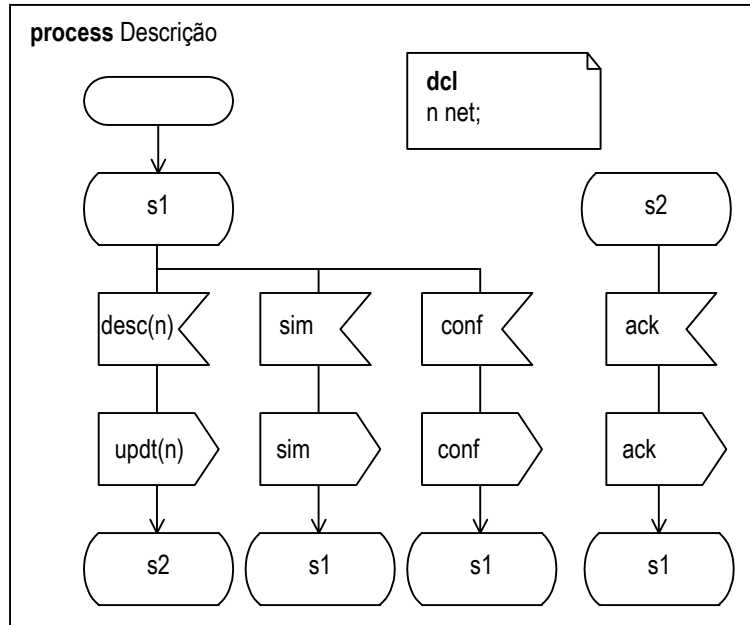 process Descrição
dcl
n net;
s1
s2
desc(n)
sim
conf
ack
updt(n)
sim
conf
ack
s2
s1
s1
s1